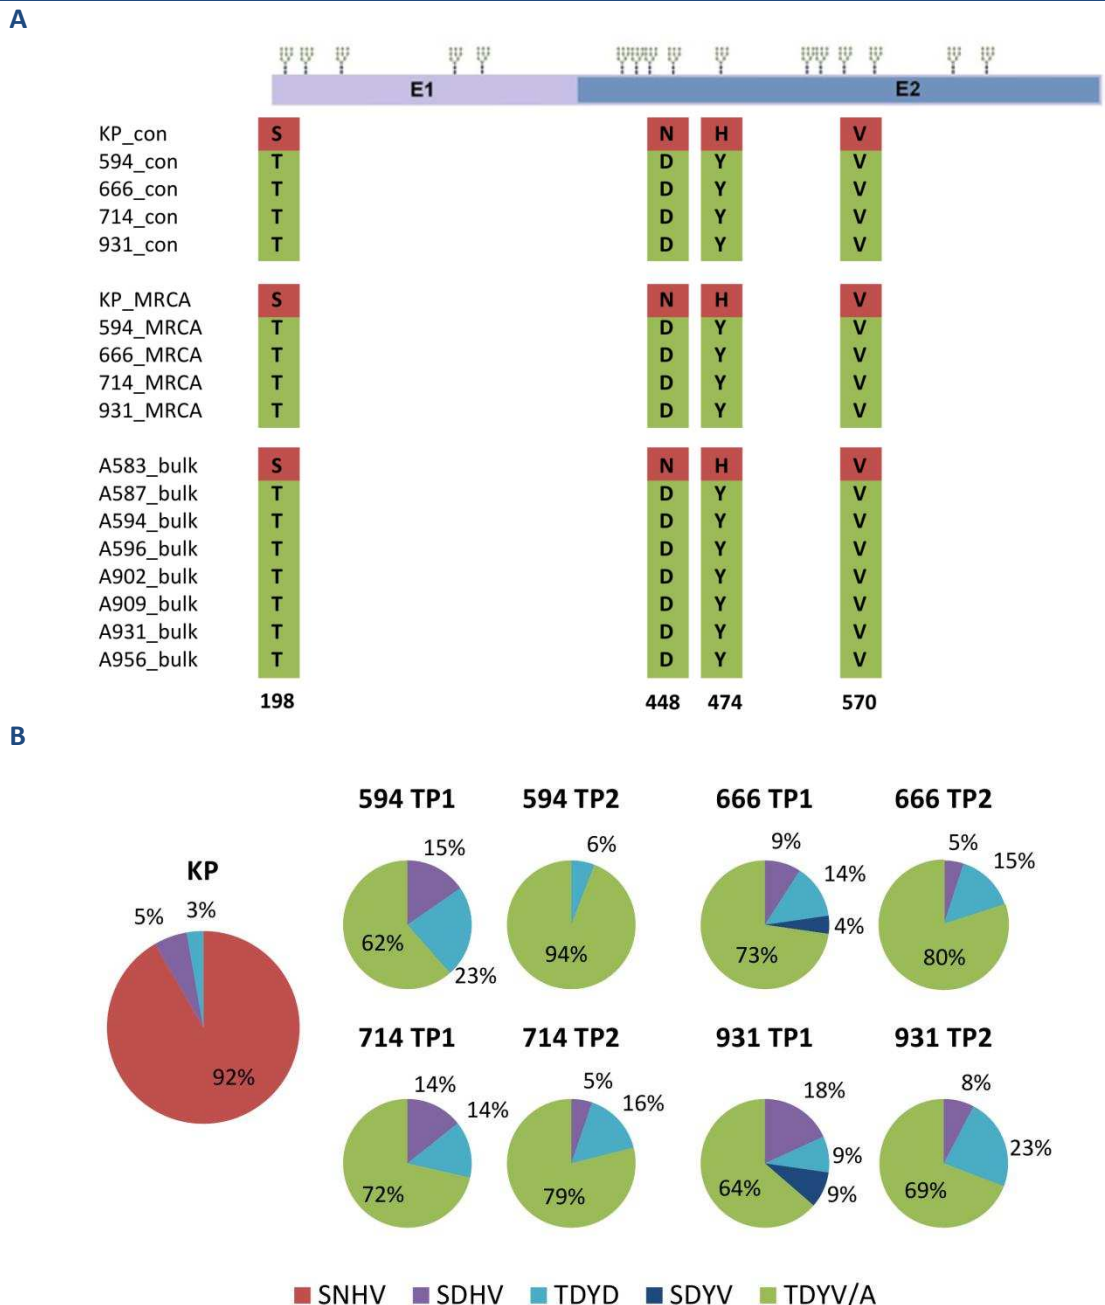 A
E1 E2
KP_con S N H V
594_con T D Y V
666_con T D Y V
714_con T D Y V
931_con T D Y V
KP_MRCA S N H V
594_MRCA T D Y V
666_MRCA T D Y V
714_MRCA T D Y V
931_MRCA T D Y V
A583_bulk S N H V
A587_bulk T D Y V
A594_bulk T D Y V
A596_bulk T D Y V
A902_bulk T D Y V
A909_bulk T D Y V
A931_bulk T D Y V
A956_bulk T D Y V
198 448 474 570
B
KP
5% 3%
92%
594 TP1
15%
62%
23%
594 TP2
6%
94%
666 TP1
9%
14%
4%
73%
666 TP2
5%
15%
80%
714 TP1
14%
14%
72%
714 TP2
5%
16%
79%
931 TP1
18%
9%
9%
64%
931 TP2
8%
23%
69%
SNHV SDHV TDYD SDYV TDYV/A